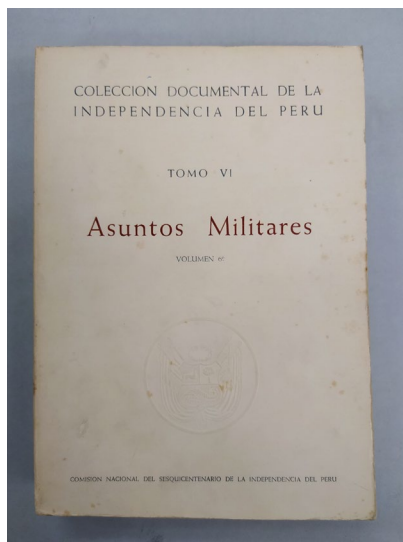 COLECCION DOCUMENTAL DE LA
INDEPENDENCIA DEL PERU
TOMO VI
Asuntos Militares
VOLUMEN
COMISION NACIONAL DEL SESQUICENTENARIO DE LA INDEPENDENCIA DEL PERU